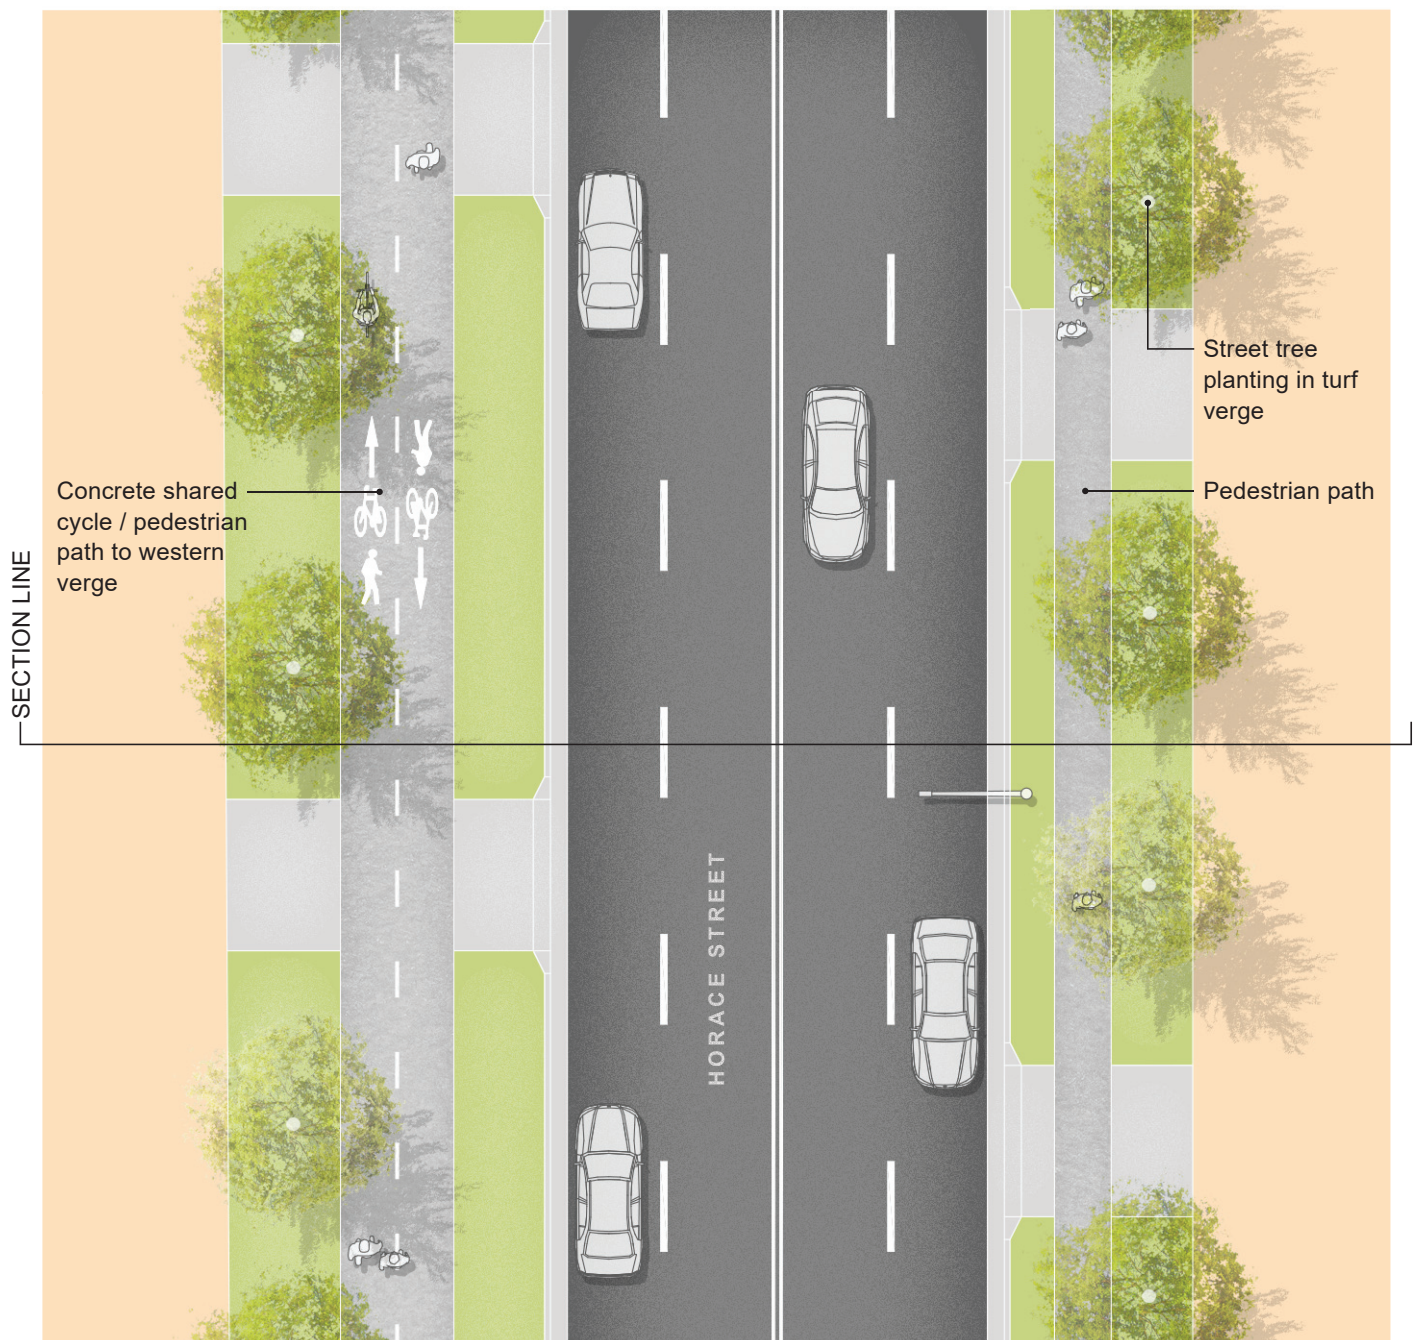 Street tree
planting in turf
verge
Concrete shared
cycle / pedestrian
path to western
verge
Pedestrian path
SECTION LINE
HORACE STREET